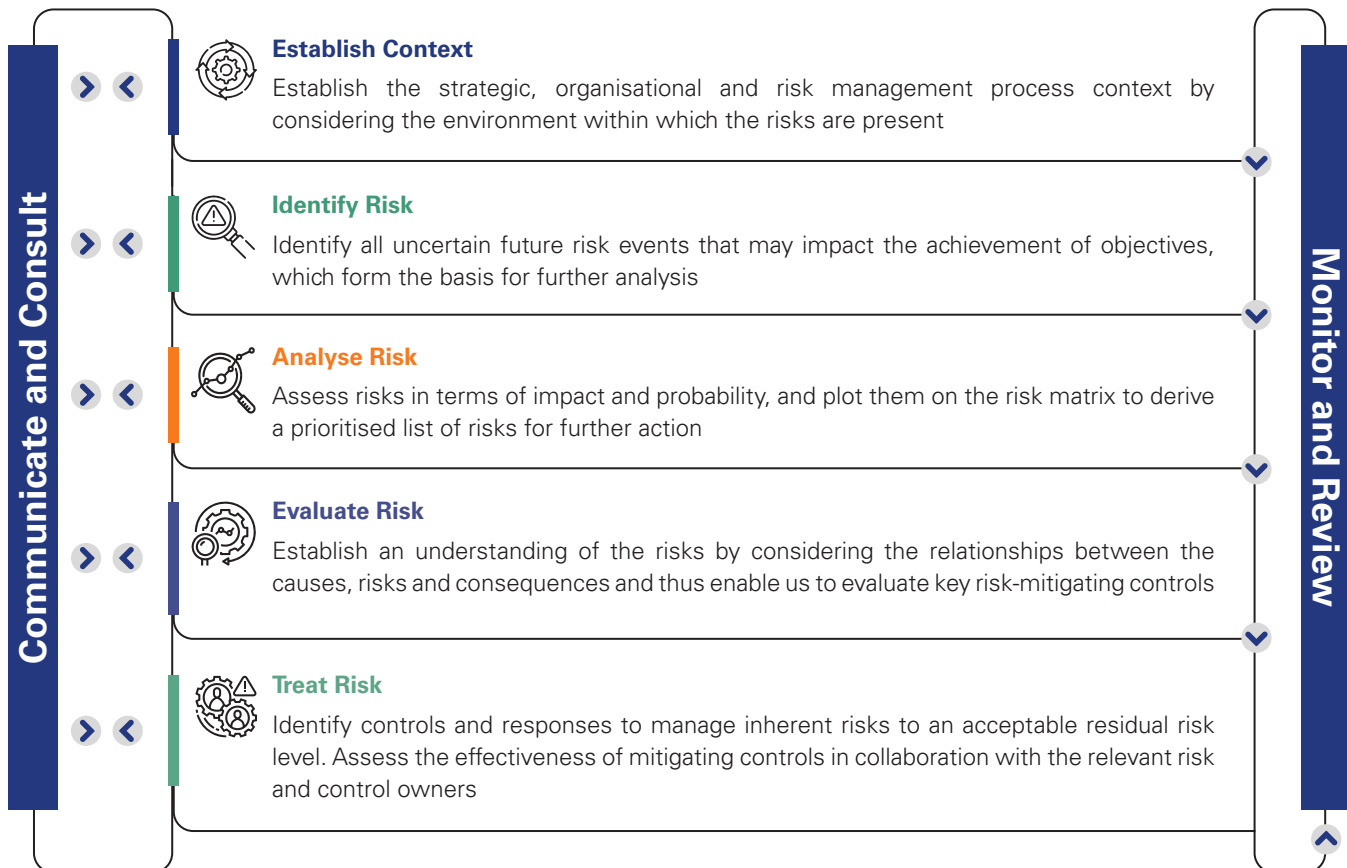 Communicate and Consult
Establish Context
Establish the strategic, organisational and risk management process context by
considering the environment within which the risks are present
Identify Risk
Identify all uncertain future risk events that may impact the achievement of objectives,
which form the basis for further analysis
Analyse Risk
Assess risks in terms of impact and probability, and plot them on the risk matrix to derive
a prioritised list of risks for further action
Evaluate Risk
Establish an understanding of the risks by considering the relationships between the
causes, risks and consequences and thus enable us to evaluate key risk-mitigating controls
Treat Risk
Identify controls and responses to manage inherent risks to an acceptable residual risk
level. Assess the effectiveness of mitigating controls in collaboration with the relevant risk
and control owners
Monitor and Review